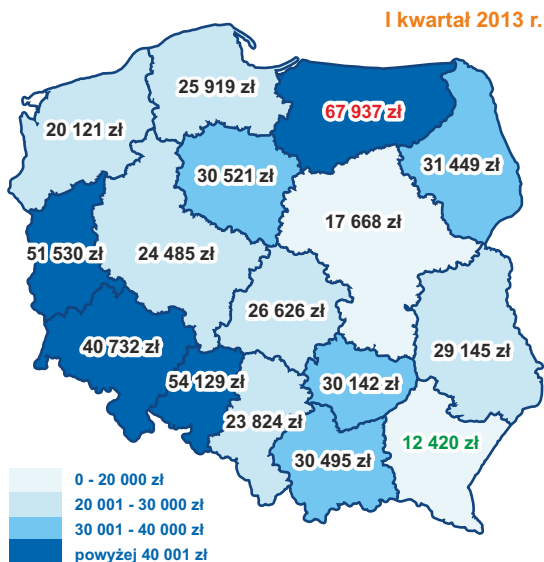 I kwartał 2013 r.
25 919 zł
67 937 zł
20 121 zł
31 449 zł
30 521 zł
17 668 zł
51 530 zł
24 485 zł
26 626 zł
40 732 zł
29 145 zł
54 129 zł
30 142 zł
23 824 zł
12 420 zł
30 495 zł
0 - 20 000 zł
20 001 - 30 000 zł
30 001 - 40 000 zł
powyżej 40 001 zł